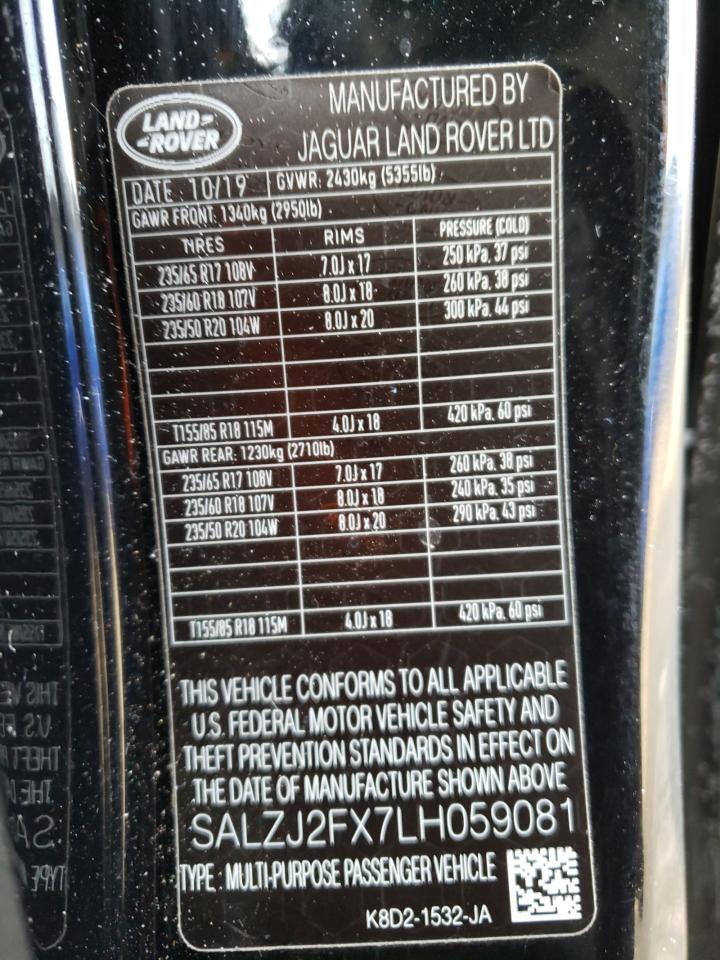 LAND-
-ROVER
MANUFACTURED BY
JAGUAR LAND ROVER LTD
DATE 10/19 GVWR: 2430kg (5355lb)
GAWR FRONT: 1340kg (2950lb)
TIRES RIMS PRESSURE (COLD)
235/65 R17 108V 7.0J x 17 250 kPa, 37 psi
235/60 R18 107V 8.0J x 18 260 kPa, 38 psi
235/50 R20 104W 8.0J x 20 300 kPa, 44 psi
T155/85 R18 115M 4.0J x 18 420 kPa, 60 psi
GAWR REAR: 1230kg (2710lb)
235/65 R17 108V 7.0J x 17 260 kPa, 38 psi
235/60 R18 107V 8.0J x 18 240 kPa, 35 psi
235/50 R20 104W 8.0J x 20 290 kPa, 43 psi
T155/85 R18 115M 4.0J x 18 420 kPa, 60 psi
THIS VEHICLE CONFORMS TO ALL APPLICABLE
U.S. FEDERAL MOTOR VEHICLE SAFETY AND
THEFT PREVENTION STANDARDS IN EFFECT ON
THE DATE OF MANUFACTURE SHOWN ABOVE
SALZJ2FX7LH059081
TYPE : MULTI-PURPOSE PASSENGER VEHICLE
K8D2-1532-JA